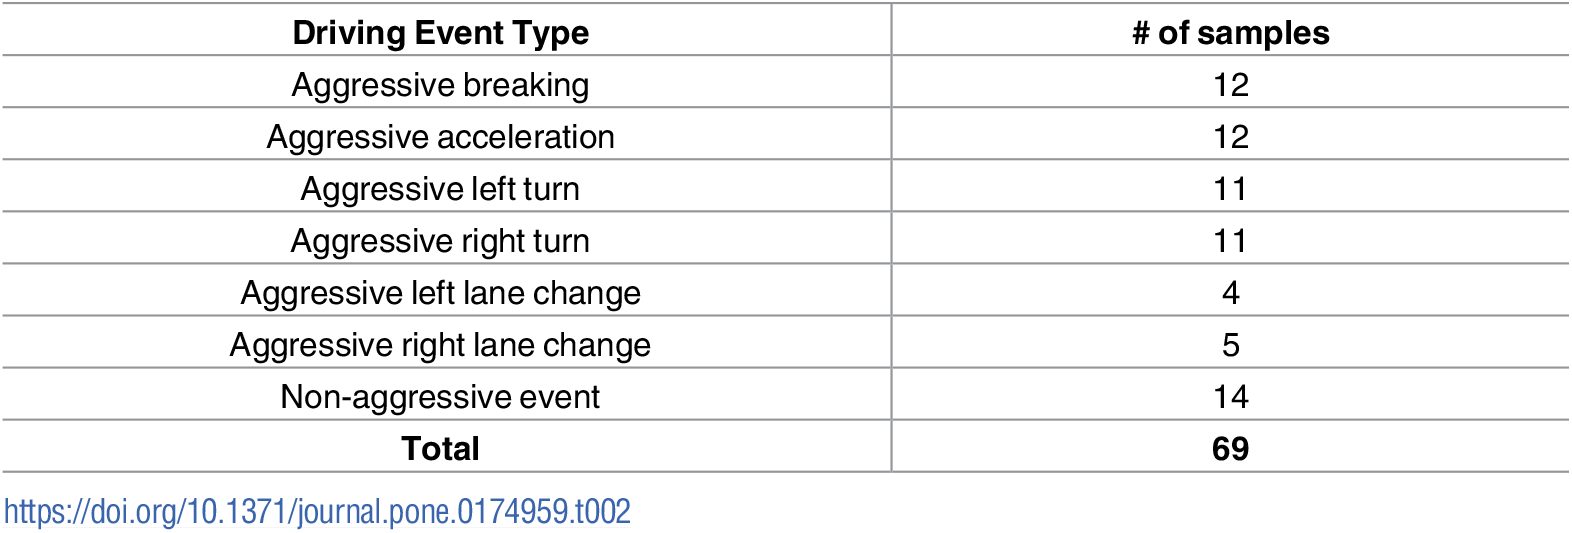 Driving Event Type # of samples
Aggressive breaking 12
Aggressive acceleration 12
Aggressive left turn 11
Aggressive right turn 11
Aggressive left lane change 4
Aggressive right lane change 5
Non-aggressive event 14
Total 69
https://doi.org/10.1371/journal.pone.0174959.t002